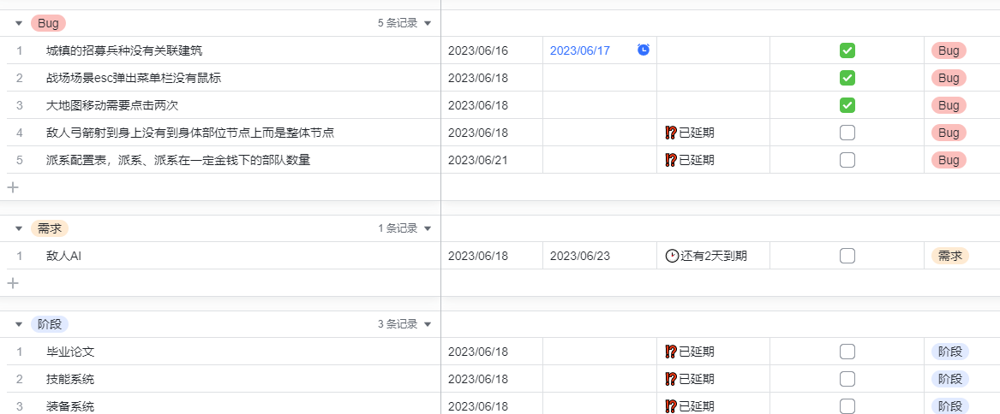 Bug 5 条记录
1 城镇的招募兵种没有关联建筑 2023/06/16 2023/06/17 Bug
2 战场场景esc弹出菜单栏没有鼠标 2023/06/18 Bug
3 大地图移动需要点击两次 2023/06/18 Bug
4 敌人弓箭射到身上没有到身体部位节点上而是整体节点 2023/06/18 ⁉已延期 Bug
5 派系配置表，派系、派系在一定金钱下的部队数量 2023/06/21 ⁉已延期 Bug
需求 1 条记录
1 敌人AI 2023/06/18 2023/06/23 还有2天到期 需求
阶段 3 条记录
1 毕业论文 2023/06/18 ⁉已延期 阶段
2 技能系统 2023/06/18 ⁉已延期 阶段
3 装备系统 2023/06/18 ⁉已延期 阶段